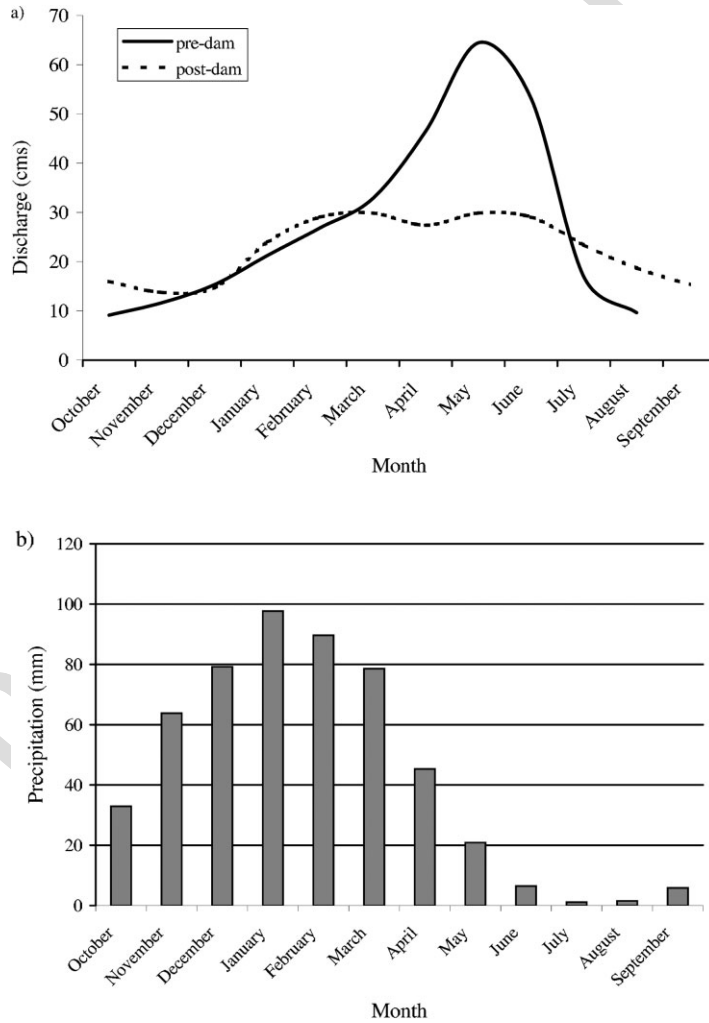 a)
70
pre-dam
60
post-dam
50
40
30
20
10
0
Discharge (cms)
October
November
December
January
February
March
April
May
June
July
August
September
Month
b)
120
100
80
60
40
20
0
Precipitation (mm)
October
November
December
January
February
March
April
May
June
July
August
September
Month